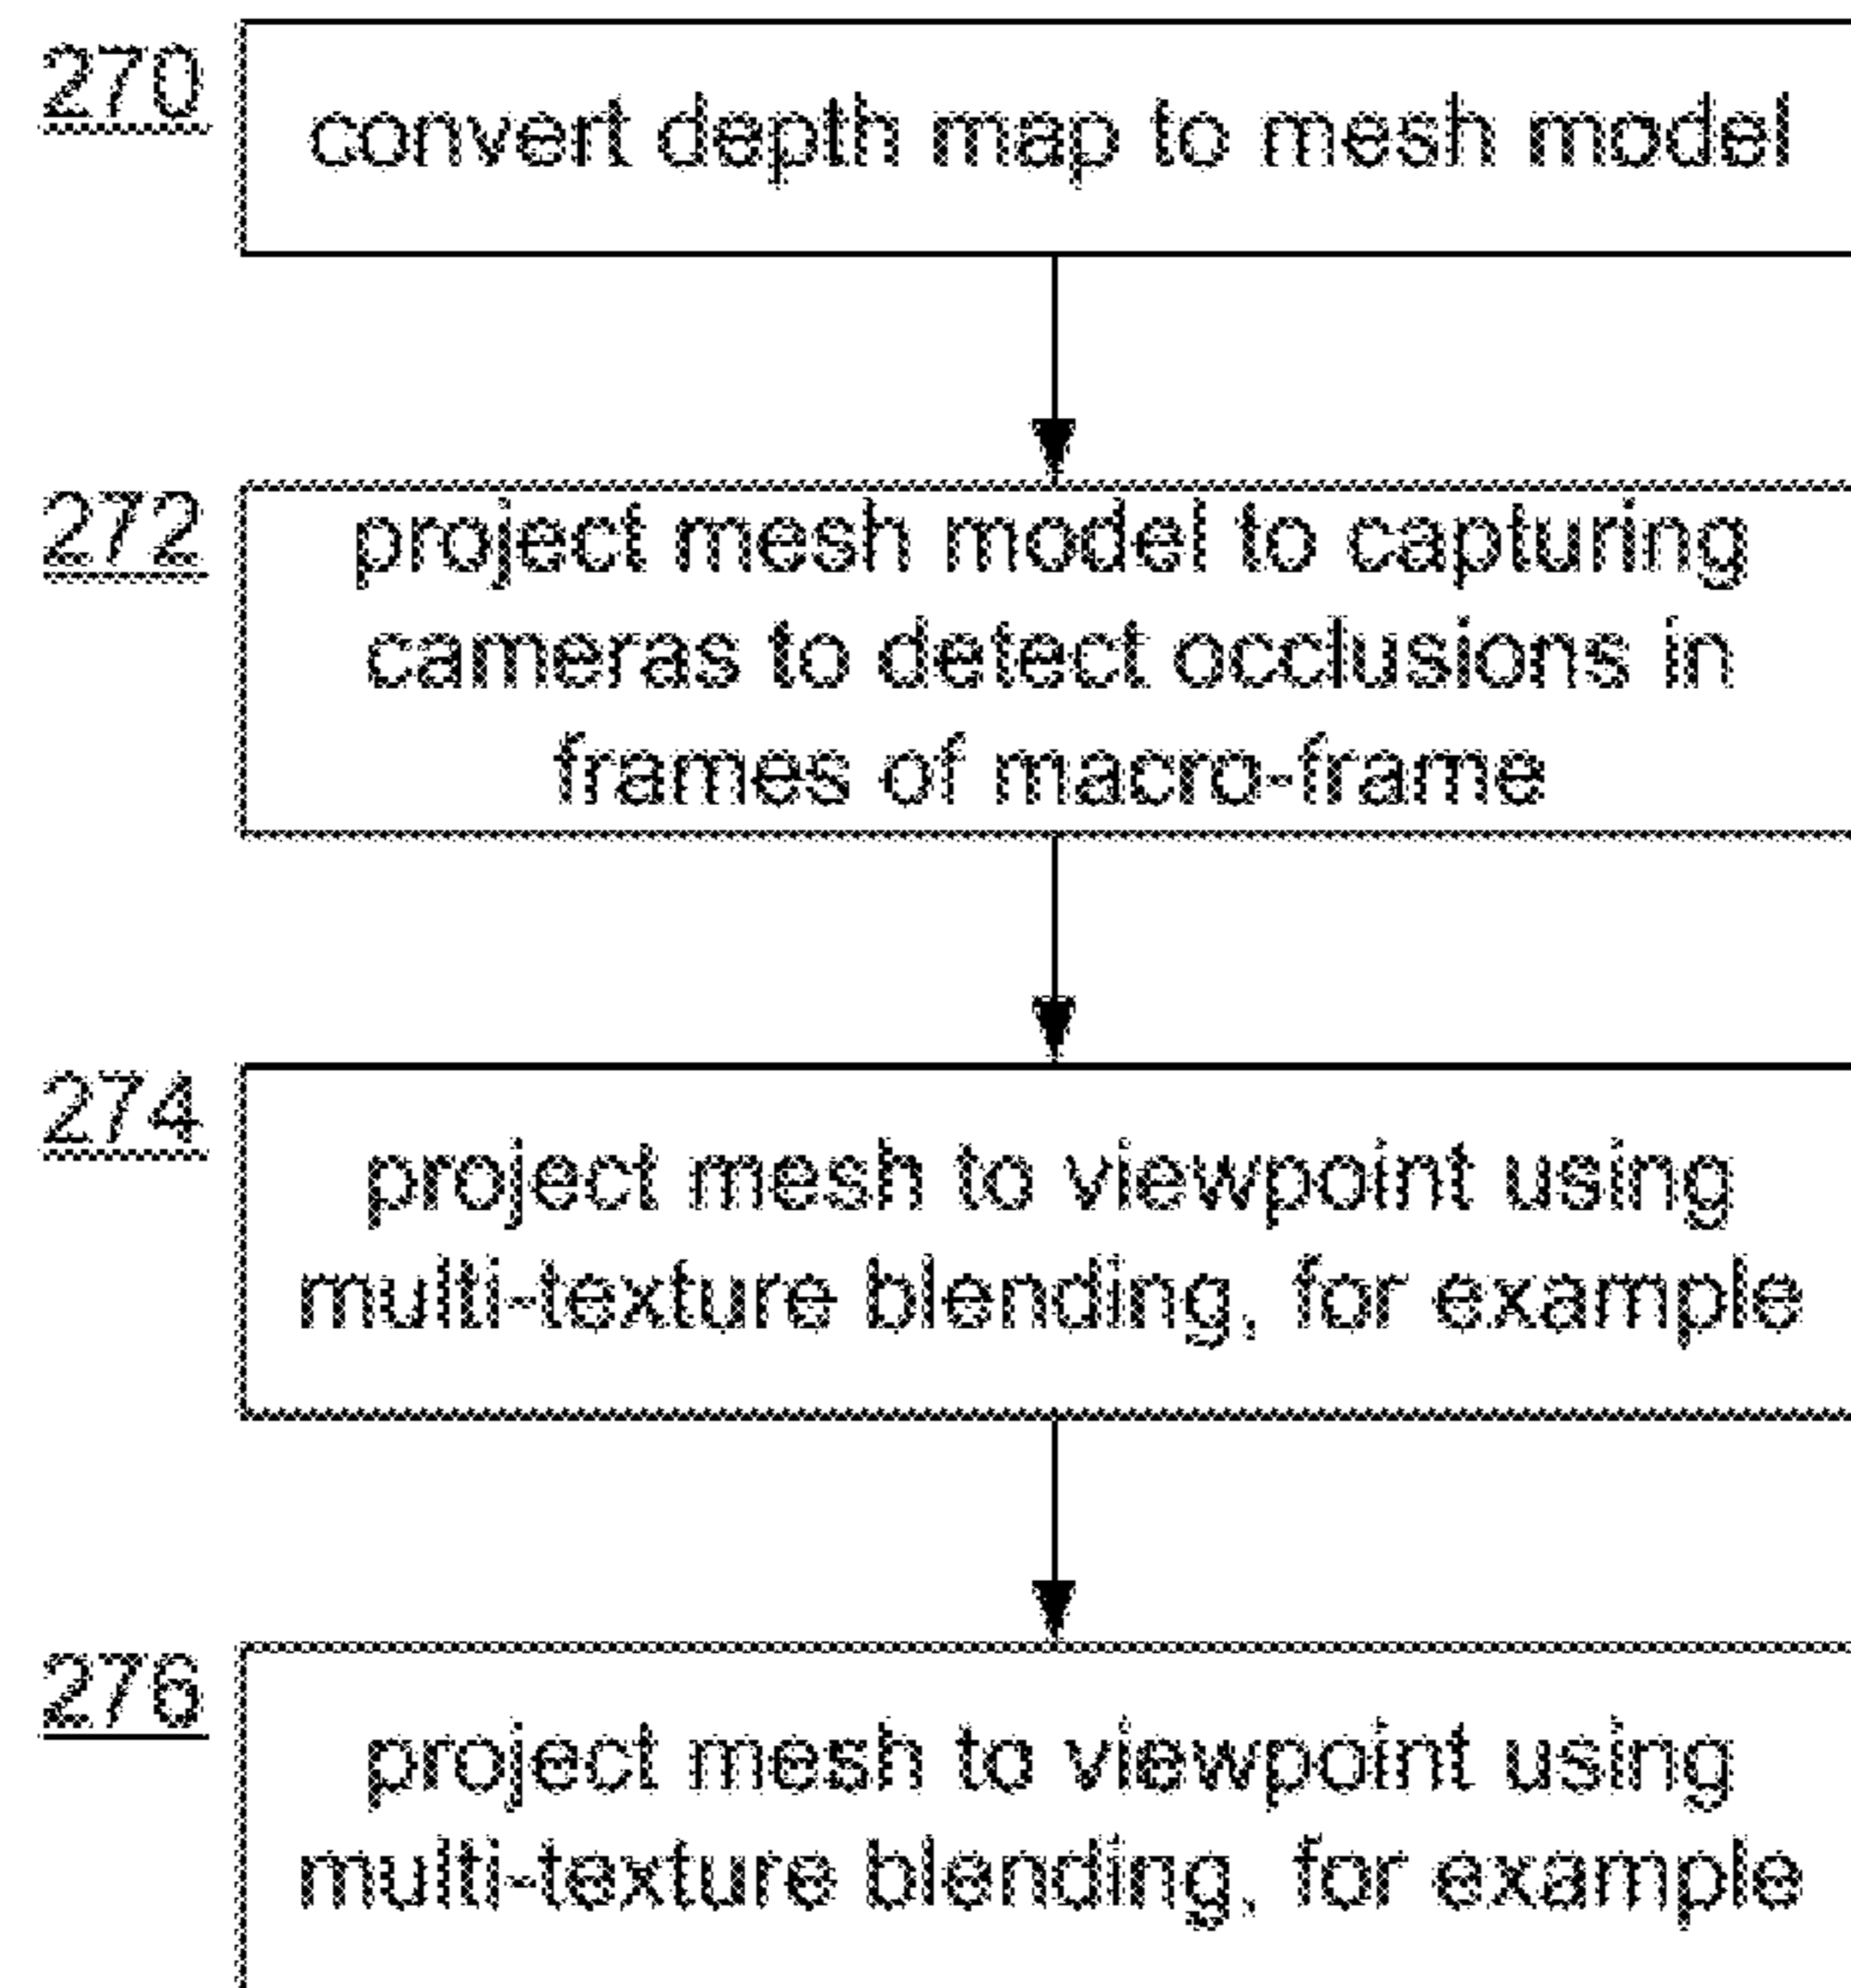 270
convert depth map to mesh model
272
project mesh model to capturing
cameras to detect occlusions in
frames of macro-frame
274
project mesh to viewpoint using
multi-texture blending, for example
276
project mesh to viewpoint using
multi-texture blending, for example